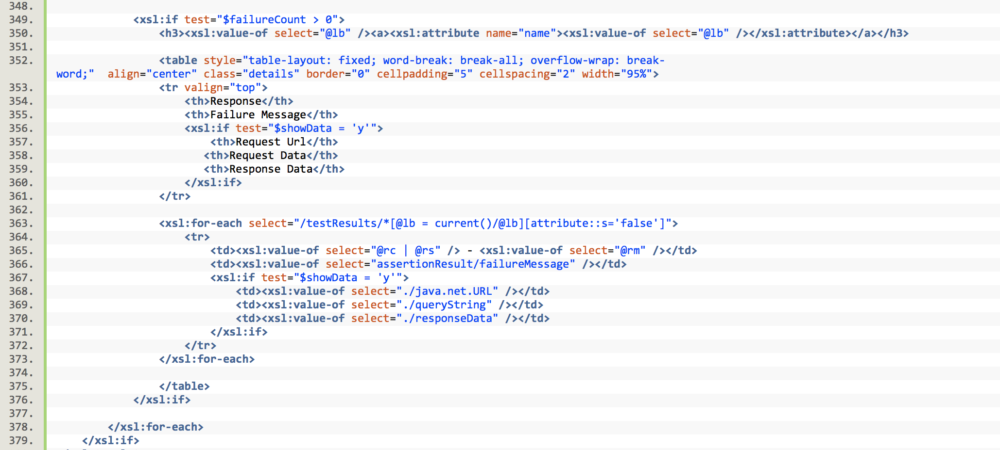 348.
349. <xsl:if test="$failureCount > 0">
350. <h3><xsl:value-of select="@lb" /><a><xsl:attribute name="name"><xsl:value-of select="@lb" /></xsl:attribute></a></h3>
351.
352. <table style="table-layout: fixed; word-break: break-all; overflow-wrap: break-
word;"  align="center" class="details" border="0" cellpadding="5" cellspacing="2" width="95%">
353. <tr valign="top">
354. <th>Response</th>
355. <th>Failure Message</th>
356. <xsl:if test="$showData = 'y'">
357. <th>Request Url</th>
358. <th>Request Data</th>
359. <th>Response Data</th>
360. </xsl:if>
361. </tr>
362.
363. <xsl:for-each select="/testResults/*[@lb = current()/@lb][attribute::s='false']">
364. <tr>
365. <td><xsl:value-of select="@rc | @rs" /> - <xsl:value-of select="@rm" /></td>
366. <td><xsl:value-of select="assertionResult/failureMessage" /></td>
367. <xsl:if test="$showData = 'y'">
368. <td><xsl:value-of select="./java.net.URL" /></td>
369. <td><xsl:value-of select="./queryString" /></td>
370. <td><xsl:value-of select="./responseData" /></td>
371. </xsl:if>
372. </tr>
373. </xsl:for-each>
374.
375. </table>
376. </xsl:if>
377.
378. </xsl:for-each>
379. </xsl:if>